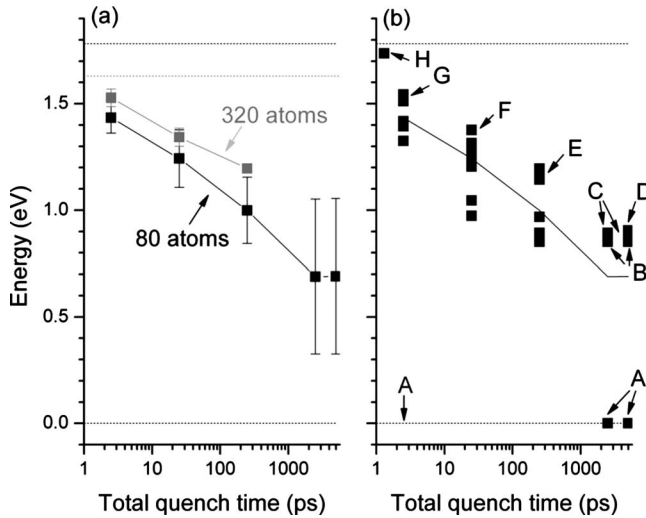 (a)
(b)
Energy (eV)
1.5
1.0
0.5
0.0
320 atoms
80 atoms
1 10 100 1000
Total quench time (ps)
H
G
F
E
C
D
B
A
A
1 10 100 1000
Total quench time (ps)